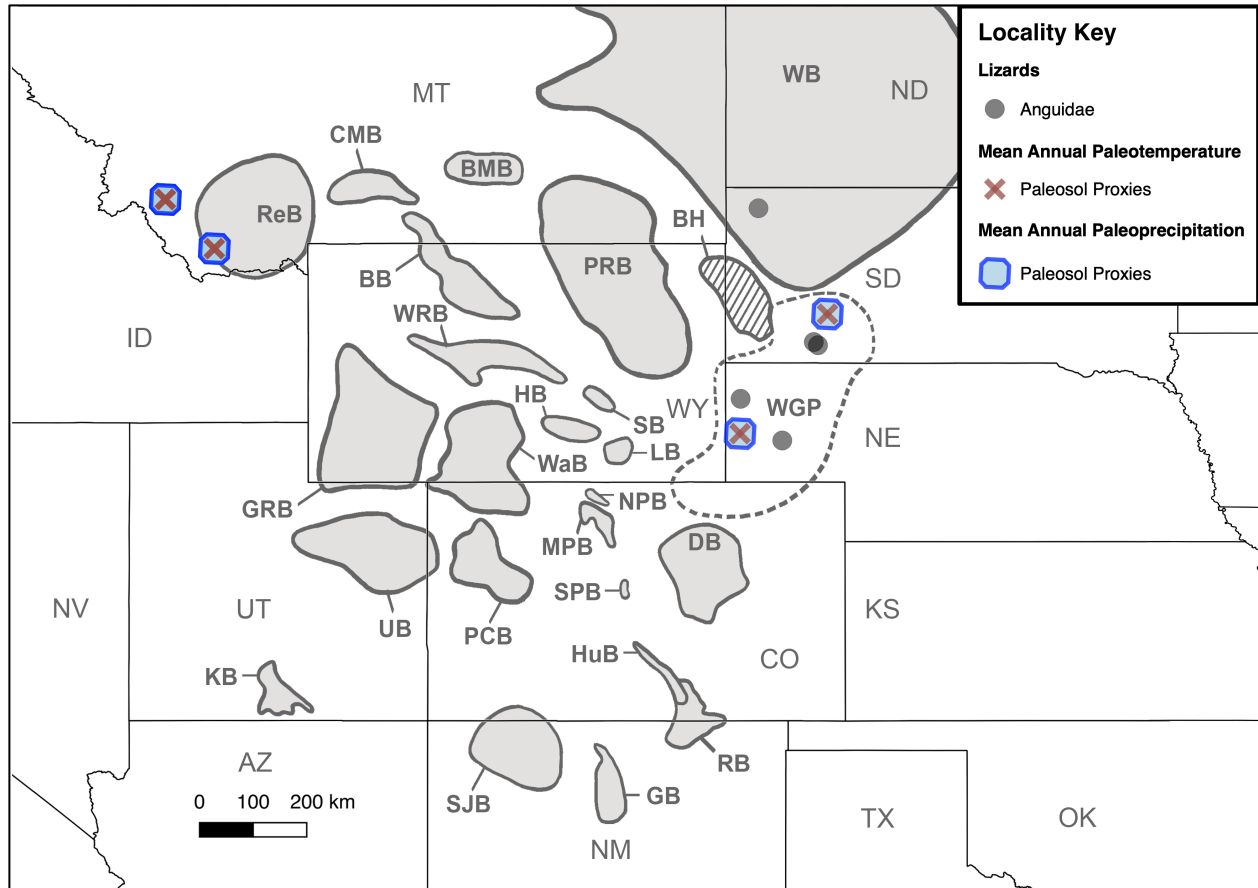 Locality Key
Lizards
Anguidae
Mean Annual Paleotemperature
Paleosol Proxies
Mean Annual Paleoprecipitation
Paleosol Proxies
WB
ND
MT
CMB
BMB
ReB
BH
PRB
BB
SD
WRB
ID
HB
SB
WY
WGP
NE
LB
WaB
GRB
NPB
MPB
DB
SPB
NV
UT
UB
PCB
KS
HuB
CO
KB
AZ
RB
SJB
GB
0 100 200 km
TX
OK
NM